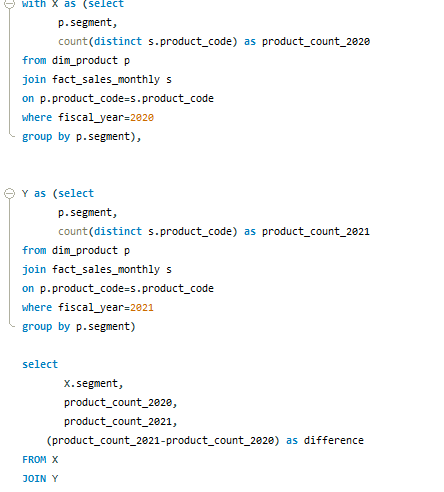 with X as (select
p.segment,
count(distinct s.product_code) as product_count_2020
from dim_product p
join fact_sales_monthly s
on p.product_code=s.product_code
where fiscal_year=2020
group by p.segment),
Y as (select
p.segment,
count(distinct s.product_code) as product_count_2021
from dim_product p
join fact_sales_monthly s
on p.product_code=s.product_code
where fiscal_year=2021
group by p.segment)
select
X.segment,
product_count_2020,
product_count_2021,
(product_count_2021-product_count_2020) as difference
FROM X
JOIN Y